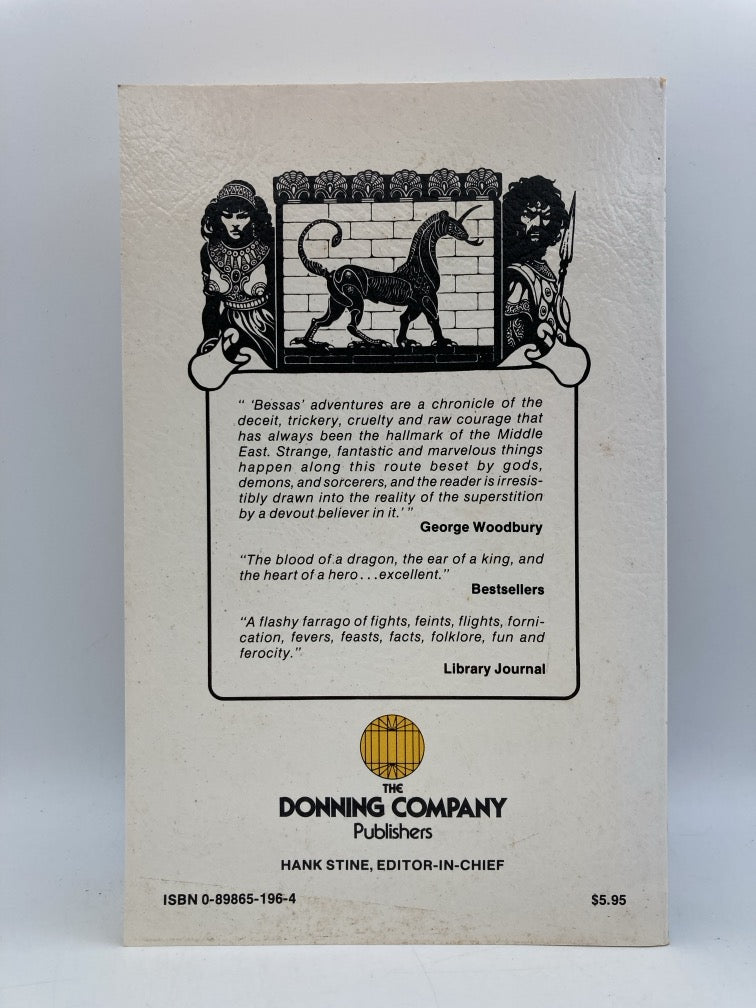 “ ‘Bessas’ adventures are a chronicle of the
deceit, trickery, cruelty and raw courage that
has always been the hallmark of the Middle
East. Strange, fantastic and marvelous things
happen along this route beset by gods,
demons, and sorcerers, and the reader is irresis-
tibly drawn into the reality of the superstition
by a devout believer in it.’ ”
George Woodbury
“The blood of a dragon, the ear of a king, and
the heart of a hero...excellent.”
Bestsellers
“A flashy farrago of fights, feints, flights, forni-
cation, fevers, feasts, facts, folklore, fun and
ferocity.”
Library Journal
THE
DONNING COMPANY
Publishers
HANK STINE, EDITOR-IN-CHIEF
ISBN 0-89865-196-4 $5.95